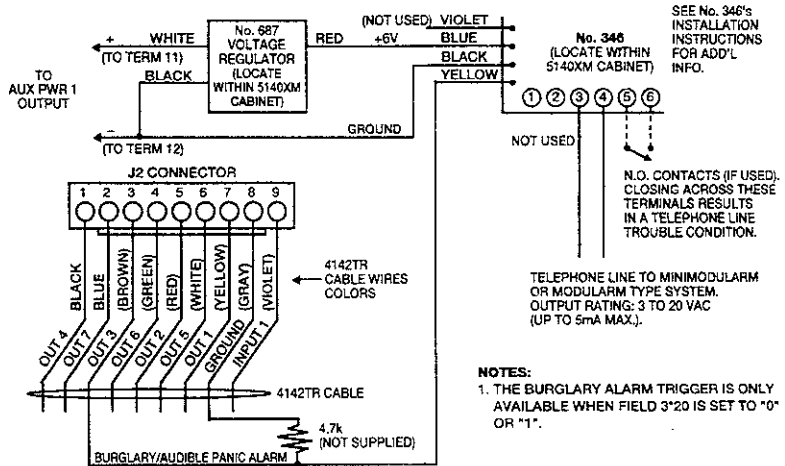 (NOT USED) VIOLET
SEE No. 346's
INSTALLATION
INSTRUCTIONS
FOR ADD'L
INFO.
No. 687
VOLTAGE
REGULATOR
(LOCATE
WITHIN 5140XM
CABINET)
+ WHITE
(TO TERM 11)
RED +6V BLUE
BLACK
YELLOW
No. 346
(LOCATE WITHIN
5140XM CABINET)
BLACK
TO
AUX PWR 1
OUTPUT
–
(TO TERM 12)
GROUND
1 2 3 4 5 6
NOT USED
N.O. CONTACTS (IF USED).
CLOSING ACROSS THESE
TERMINALS RESULTS
IN A TELEPHONE LINE
TROUBLE CONDITION.
J2 CONNECTOR
1 2 3 4 5 6 7 8 9
BLACK
BLUE
(BROWN)
(GREEN)
(RED)
(WHITE)
(YELLOW)
(GRAY)
(VIOLET)
4142TR
CABLE WIRES
COLORS
OUT 4
OUT 7
OUT 3
OUT 6
OUT 2
OUT 5
OUT 1
GROUND
INPUT 1
4142TR CABLE
4.7k
(NOT SUPPLIED)
BURGLARY/AUDIBLE PANIC ALARM
TELEPHONE LINE TO MINIMODULARM
OR MODULARM TYPE SYSTEM.
OUTPUT RATING: 3 TO 20 VAC
(UP TO 5mA MAX.).
NOTES:
1. THE BURGLARY ALARM TRIGGER IS ONLY
AVAILABLE WHEN FIELD 3*20 IS SET TO "0"
OR "1".